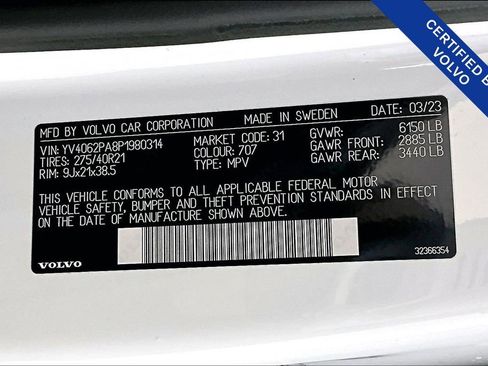 CERTIFIED BY
VOLVO
MFD BY VOLVO CAR CORPORATION MADE IN SWEDEN DATE: 03/23
VIN: YV4062PA8P1980314 MARKET CODE: 31 GVWR: 6150 LB
TIRES: 275/40R21 COLOUR: 707 GAWR FRONT: 2885 LB
RIM: 9Jx21x38.5 TYPE: MPV GAWR REAR: 3440 LB
THIS VEHICLE CONFORMS TO ALL APPLICABLE FEDERAL MOTOR
VEHICLE SAFETY, BUMPER AND THEFT PREVENTION STANDARDS IN EFFECT
ON THE DATE OF MANUFACTURE SHOWN ABOVE.
32366354
VOLVO